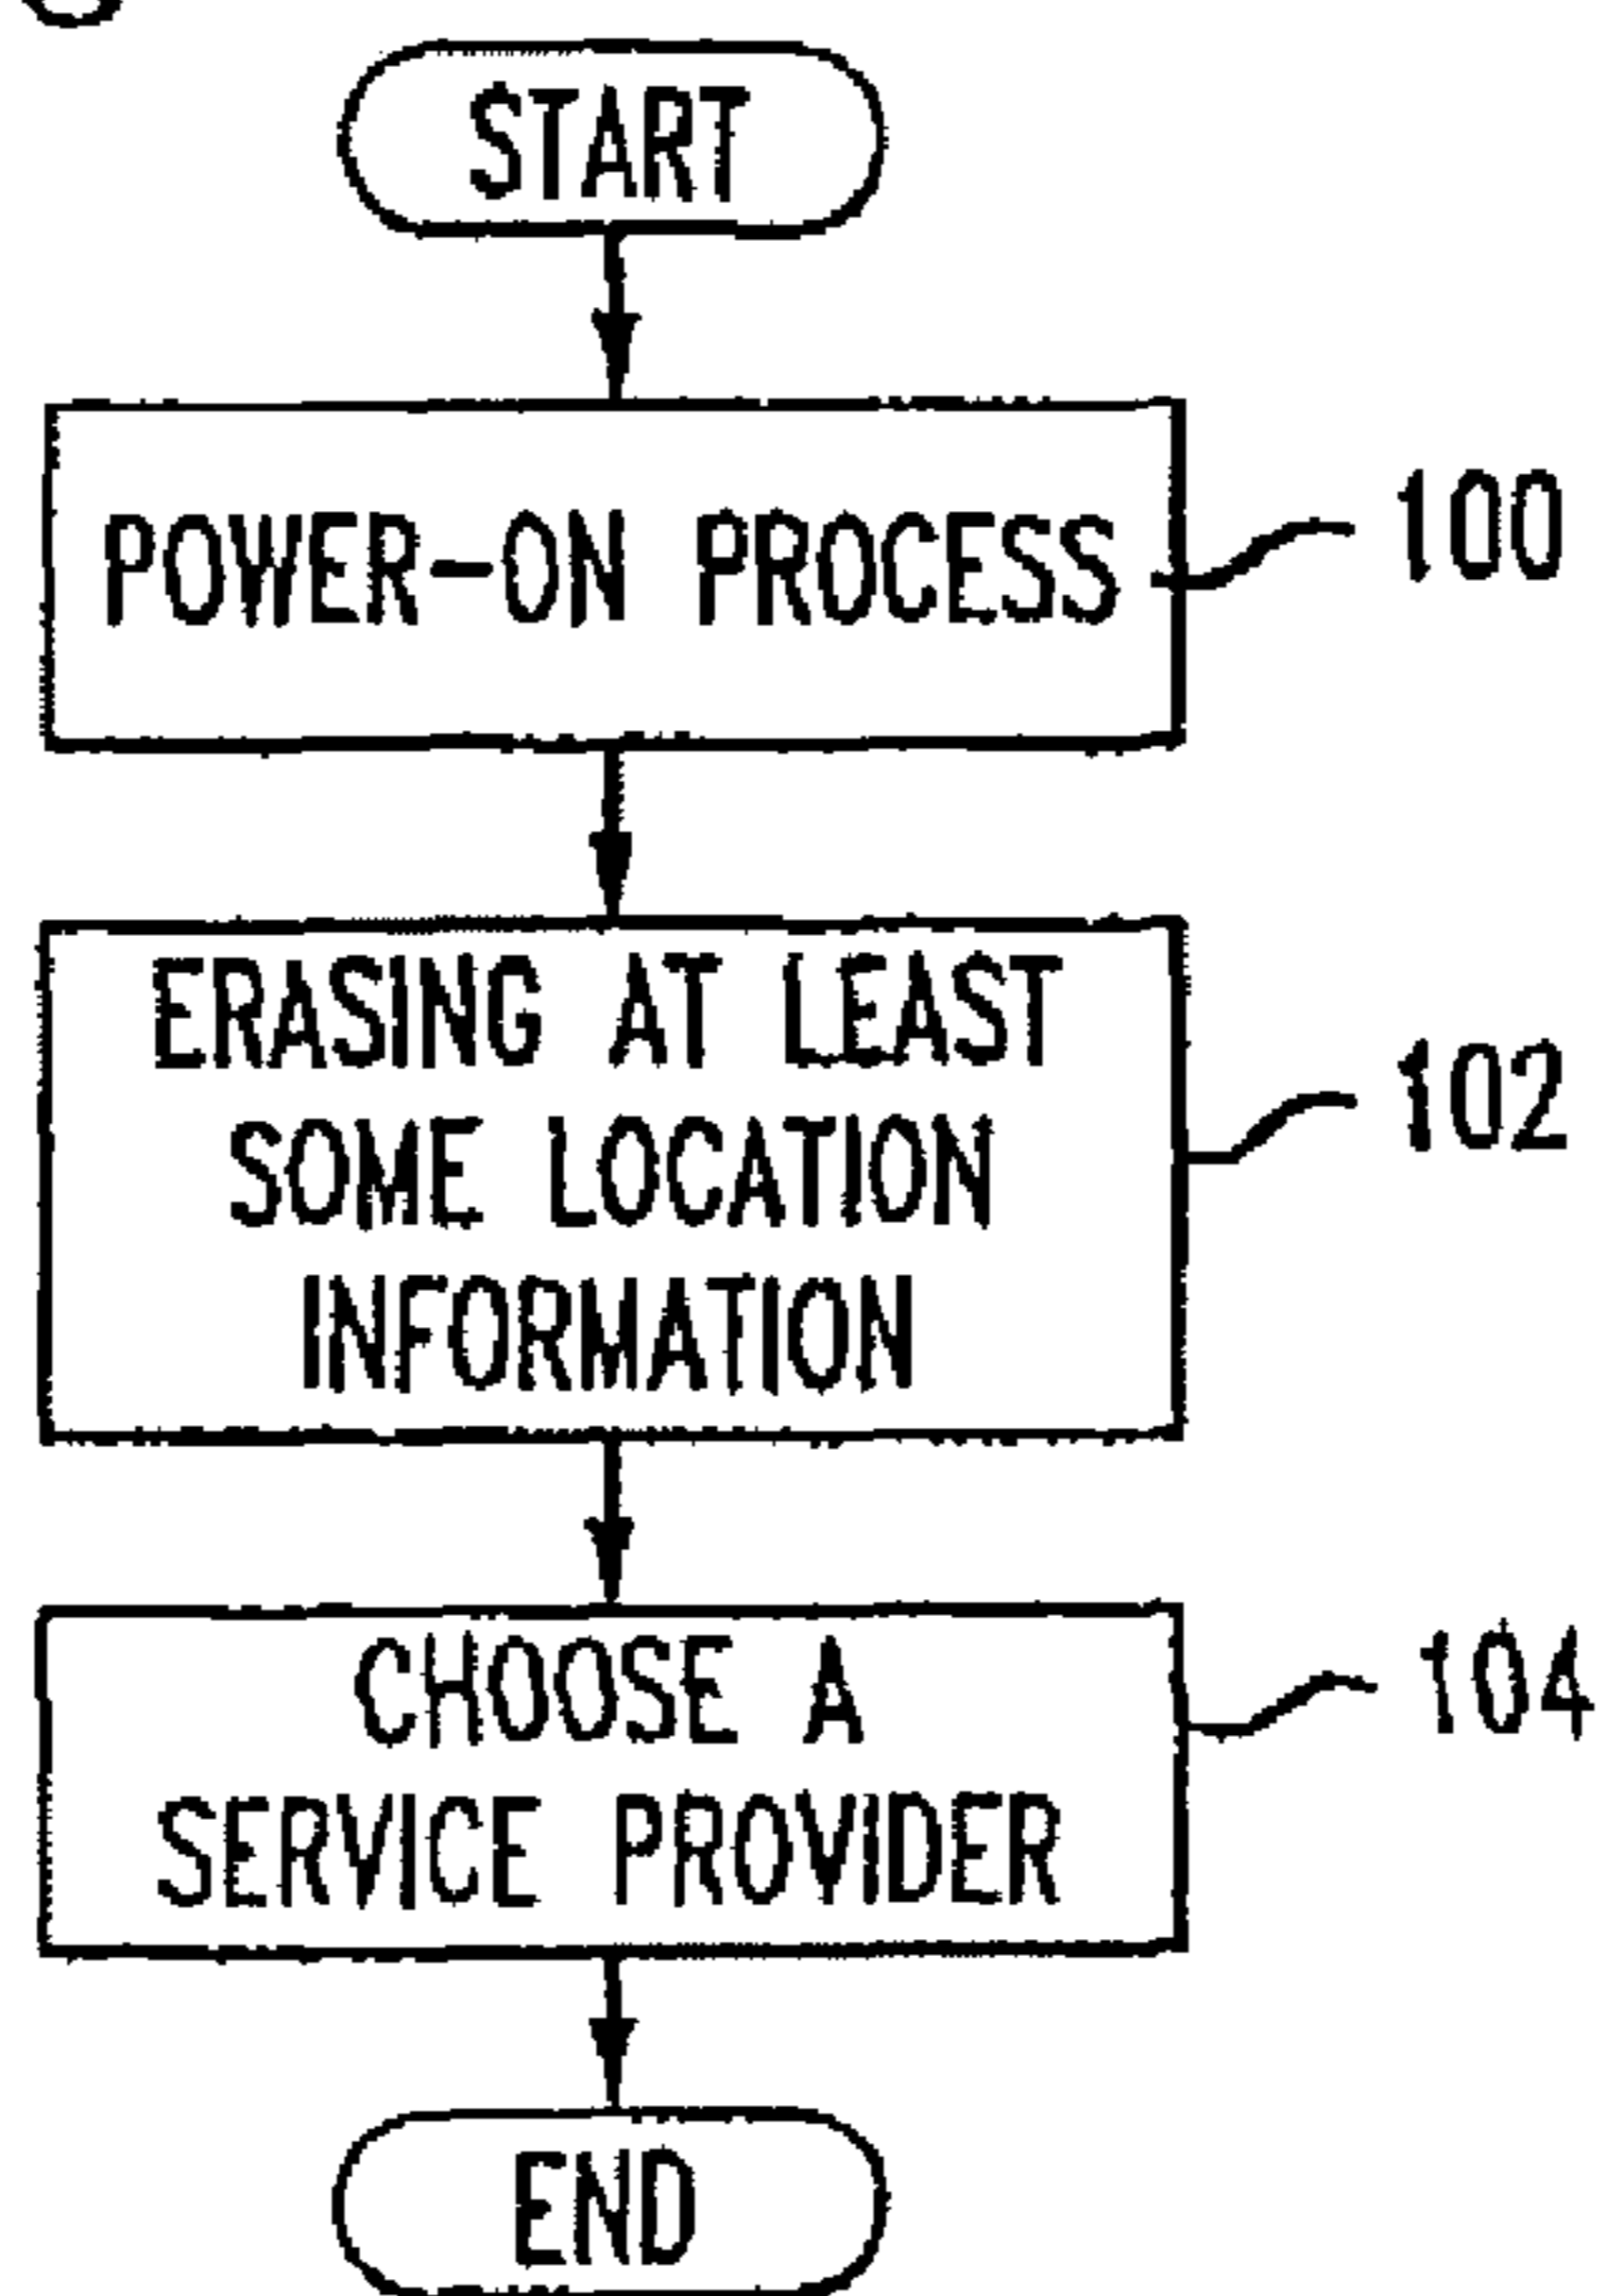 START
POWER-ON PROCESS
100
ERASING AT LEAST
SOME LOCATION
INFORMATION
102
CHOOSE A
SERVICE PROVIDER
104
END